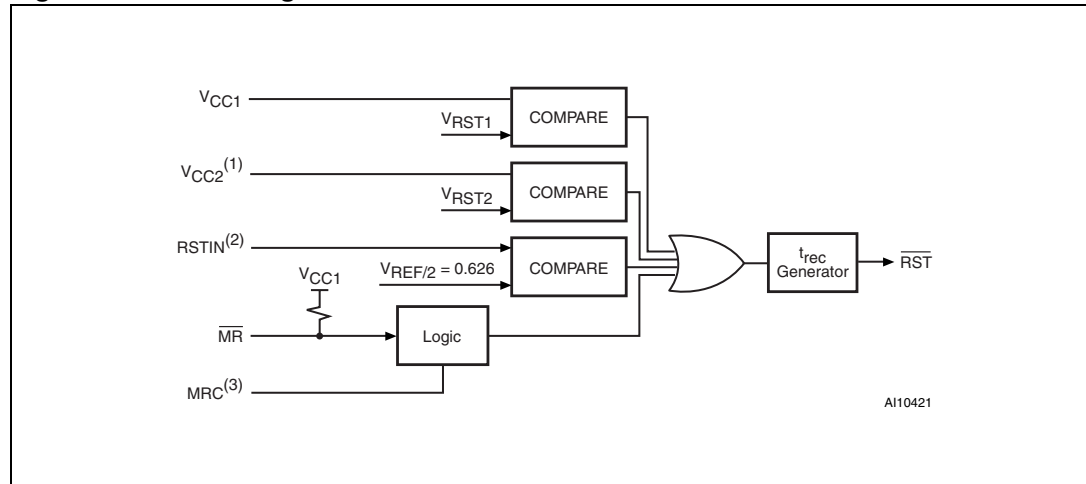 VCC1
VRST1
COMPARE
VCC2(1)
VRST2
COMPARE
RSTIN(2)
VREF/2 = 0.626
COMPARE
trec
Generator
RST
VCC1
MR
Logic
MRC(3)
AI10421